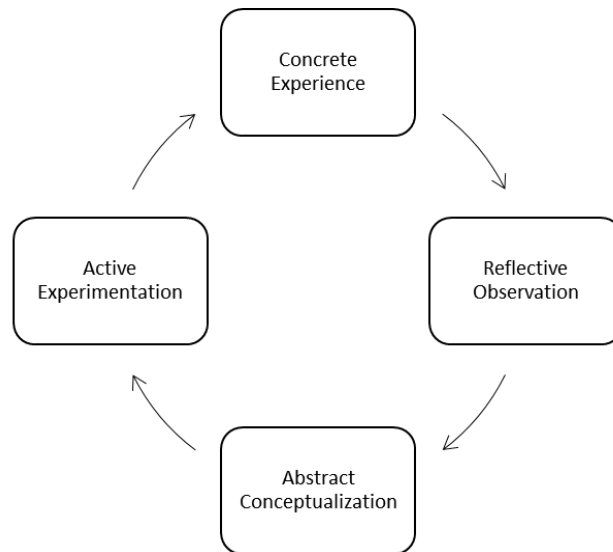 Concrete
Experience
Reflective
Observation
Abstract
Conceptualization
Active
Experimentation